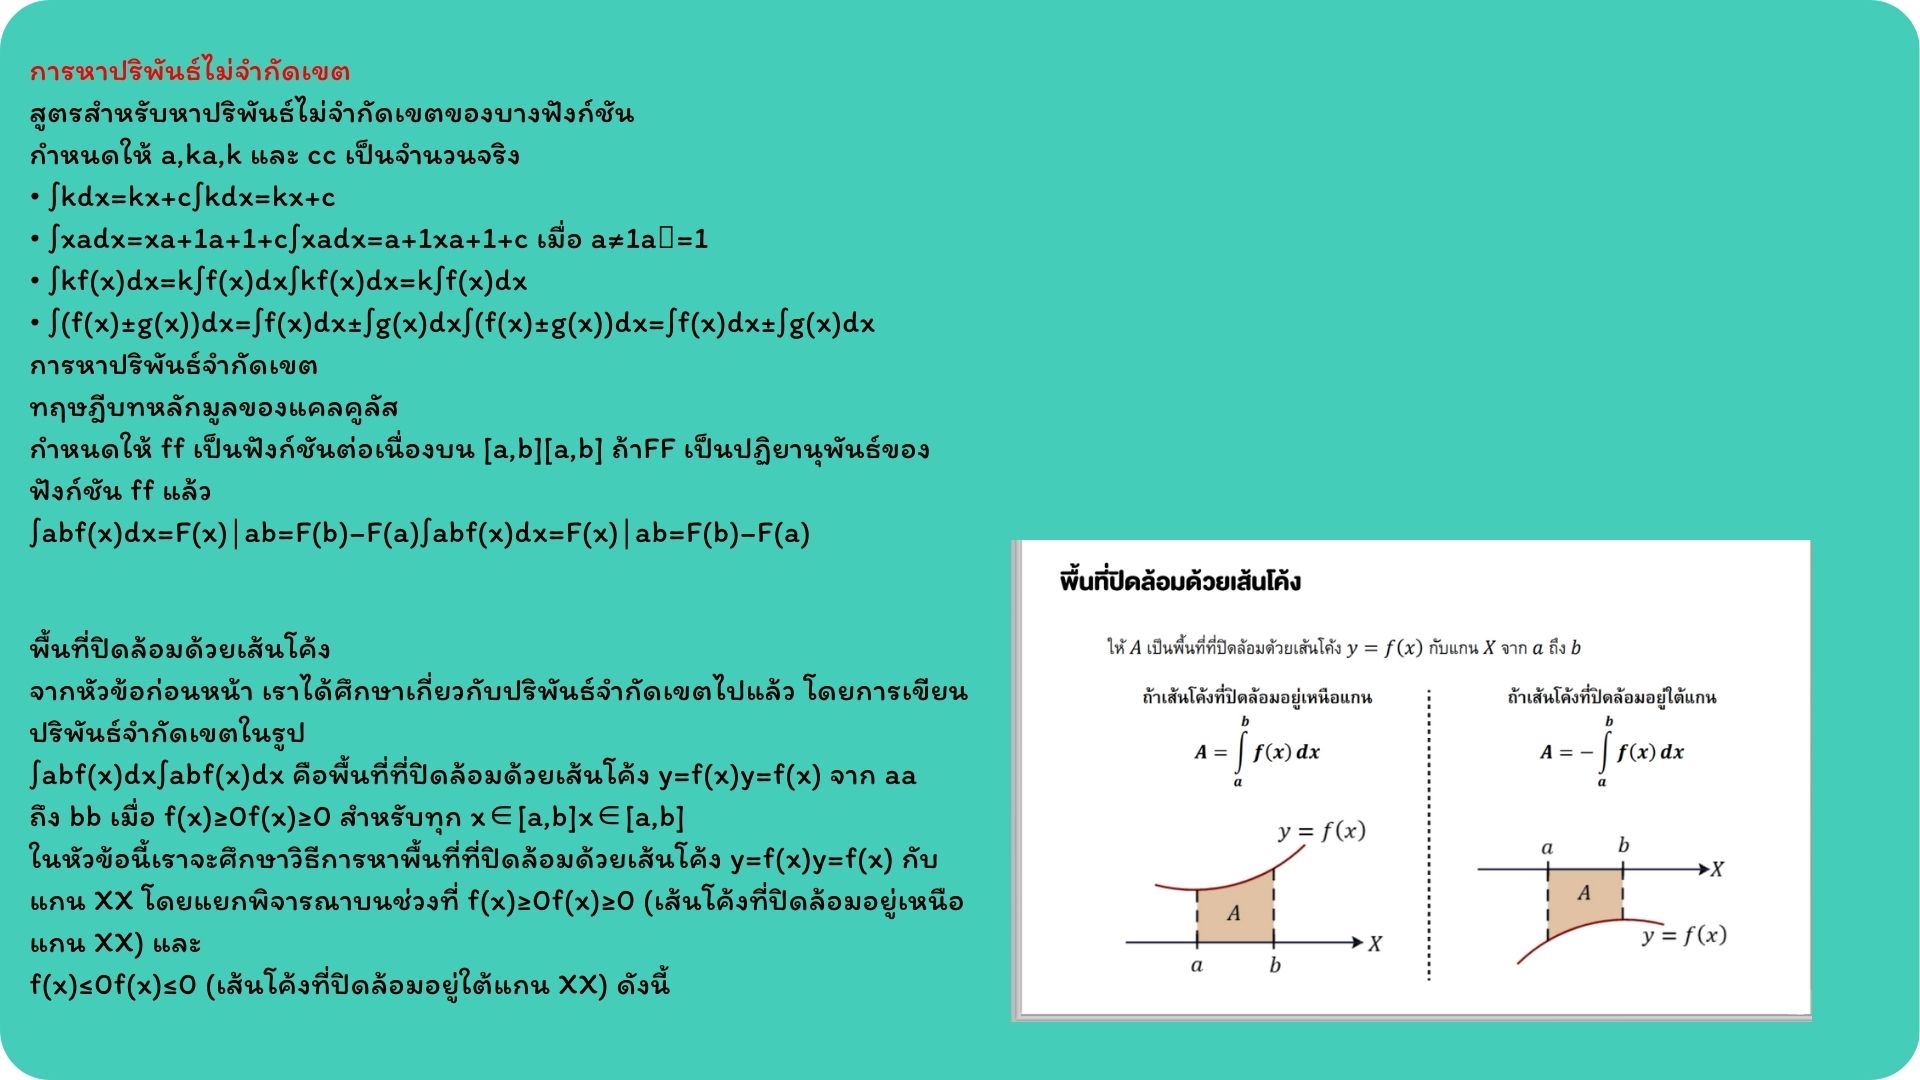 การหาปริพันธ์ไม่จำกัดเขต
สูตรสำหรับหาปริพันธ์ไม่จำกัดเขตของบางฟังก์ชัน
กำหนดให้ a,ka,k และ cc เป็นจำนวนจริง
• ∫kdx=kx+c∫kdx=kx+c
• ∫xadx=xa+1a+1+c∫xadx=a+1xa+1+c เมื่อ a≠1a▯=1
• ∫kf(x)dx=k∫f(x)dx∫kf(x)dx=k∫f(x)dx
• ∫(f(x)±g(x))dx=∫f(x)dx±∫g(x)dx∫(f(x)±g(x))dx=∫f(x)dx±∫g(x)dx
การหาปริพันธ์จำกัดเขต
ทฤษฎีบทหลักมูลของแคลคูลัส
กำหนดให้ ff เป็นฟังก์ชันต่อเนื่องบน [a,b][a,b] ถ้าFF เป็นปฏิยานุพันธ์ของ
ฟังก์ชัน ff แล้ว
∫abf(x)dx=F(x)|ab=F(b)−F(a)∫abf(x)dx=F(x)|ab=F(b)−F(a)
พื้นที่ปิดล้อมด้วยเส้นโค้ง
จากหัวข้อก่อนหน้า เราได้ศึกษาเกี่ยวกับปริพันธ์จำกัดเขตไปแล้ว โดยการเขียน
ปริพันธ์จำกัดเขตในรูป
∫abf(x)dx∫abf(x)dx คือพื้นที่ที่ปิดล้อมด้วยเส้นโค้ง y=f(x)y=f(x) จาก aa
ถึง bb เมื่อ f(x)≥0f(x)≥0 สำหรับทุก x∈[a,b]x∈[a,b]
ในหัวข้อนี้เราจะศึกษาวิธีการหาพื้นที่ที่ปิดล้อมด้วยเส้นโค้ง y=f(x)y=f(x) กับ
แกน XX โดยแยกพิจารณาบนช่วงที่ f(x)≥0f(x)≥0 (เส้นโค้งที่ปิดล้อมอยู่เหนือ
แกน XX) และ
f(x)≤0f(x)≤0 (เส้นโค้งที่ปิดล้อมอยู่ใต้แกน XX) ดังนี้
พื้นที่ปิดล้อมด้วยเส้นโค้ง
ให้ A เป็นพื้นที่ที่ปิดล้อมด้วยเส้นโค้ง y = f(x) กับแกน X จาก a ถึง b
ถ้าเส้นโค้งที่ปิดล้อมอยู่เหนือแกน
b
A = ∫ f(x) dx
a
y = f(x)
A
X
a b
ถ้าเส้นโค้งที่ปิดล้อมอยู่ใต้แกน
b
A = − ∫ f(x) dx
a
a b
X
A
y = f(x)